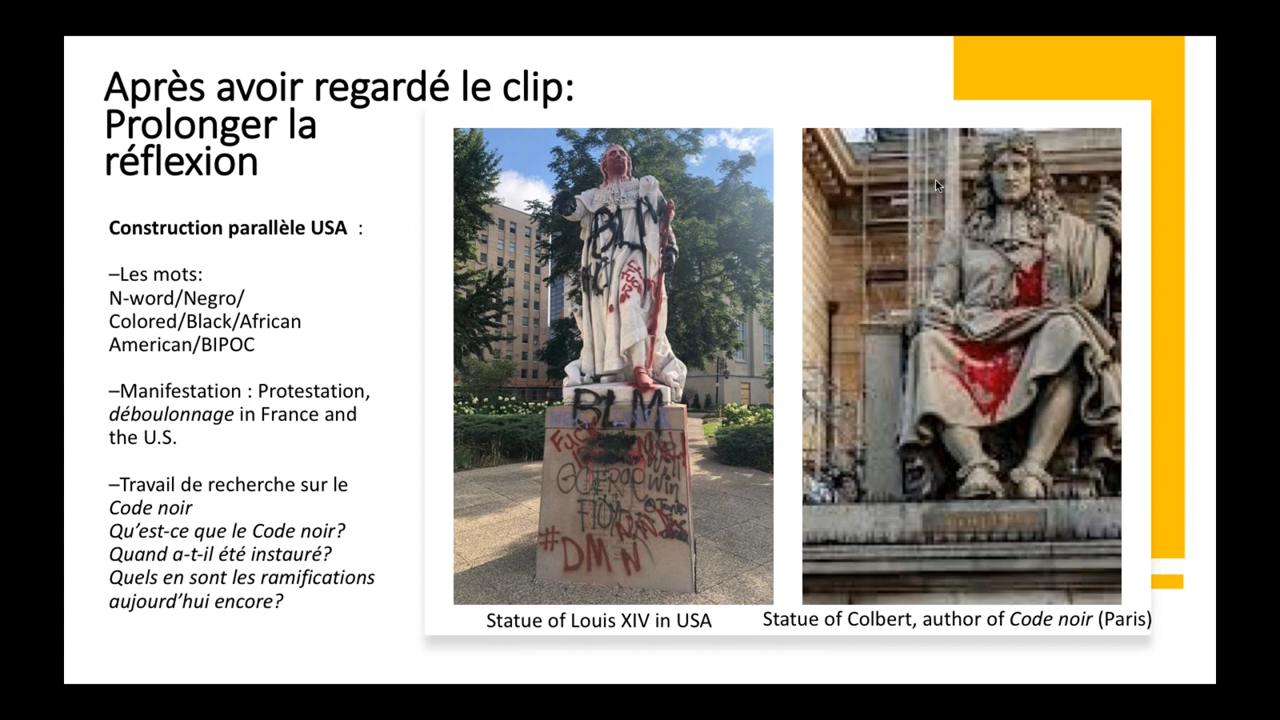 Après avoir regardé le clip:
Prolonger la
réflexion
Construction parallèle USA :
–Les mots:
N-word/Negro/
Colored/Black/African
American/BIPOC
–Manifestation : Protestation,
déboulonnage in France and
the U.S.
–Travail de recherche sur le
Code noir
Qu’est-ce que le Code noir?
Quand a-t-il été instauré?
Quels en sont les ramifications
aujourd’hui encore?
BLM
BLM
#DMN
Statue of Louis XIV in USA
Statue of Colbert, author of Code noir (Paris)